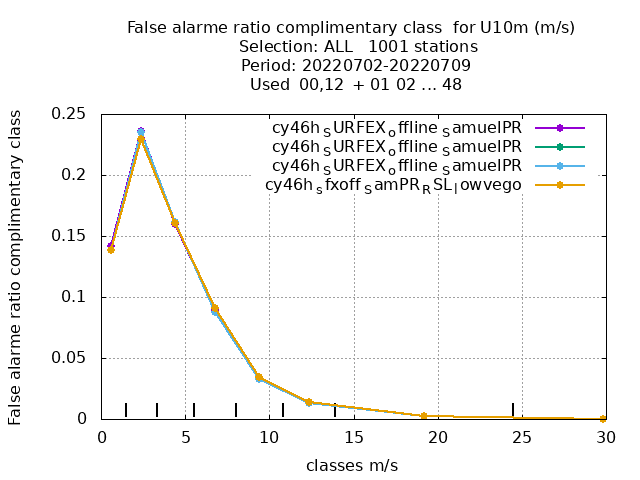 False alarme ratio complimentary class  for U10m (m/s)
Selection: ALL   1001 stations
Period: 20220702-20220709
Used  00,12  + 01 02 ... 48
False alarme ratio complimentary class
0.25
0.2
0.15
0.1
0.05
0
cy46h_SURFEX_offline_SamuelPR
cy46h_SURFEX_offline_SamuelPR
cy46h_SURFEX_offline_SamuelPR
cy46h_sfxoff_SamPR_RSL_lowvego
0 5 10 15 20 25 30
classes m/s